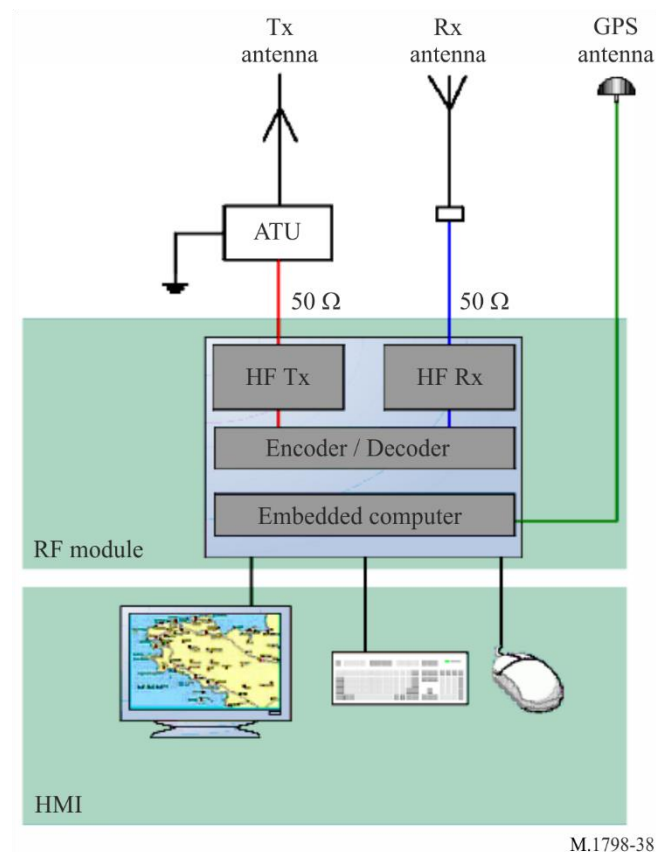 Tx
antenna
Rx
antenna
GPS
antenna
ATU
50 Ω
50 Ω
HF Tx
HF Rx
Encoder / Decoder
Embedded computer
RF module
HMI
M.1798-38